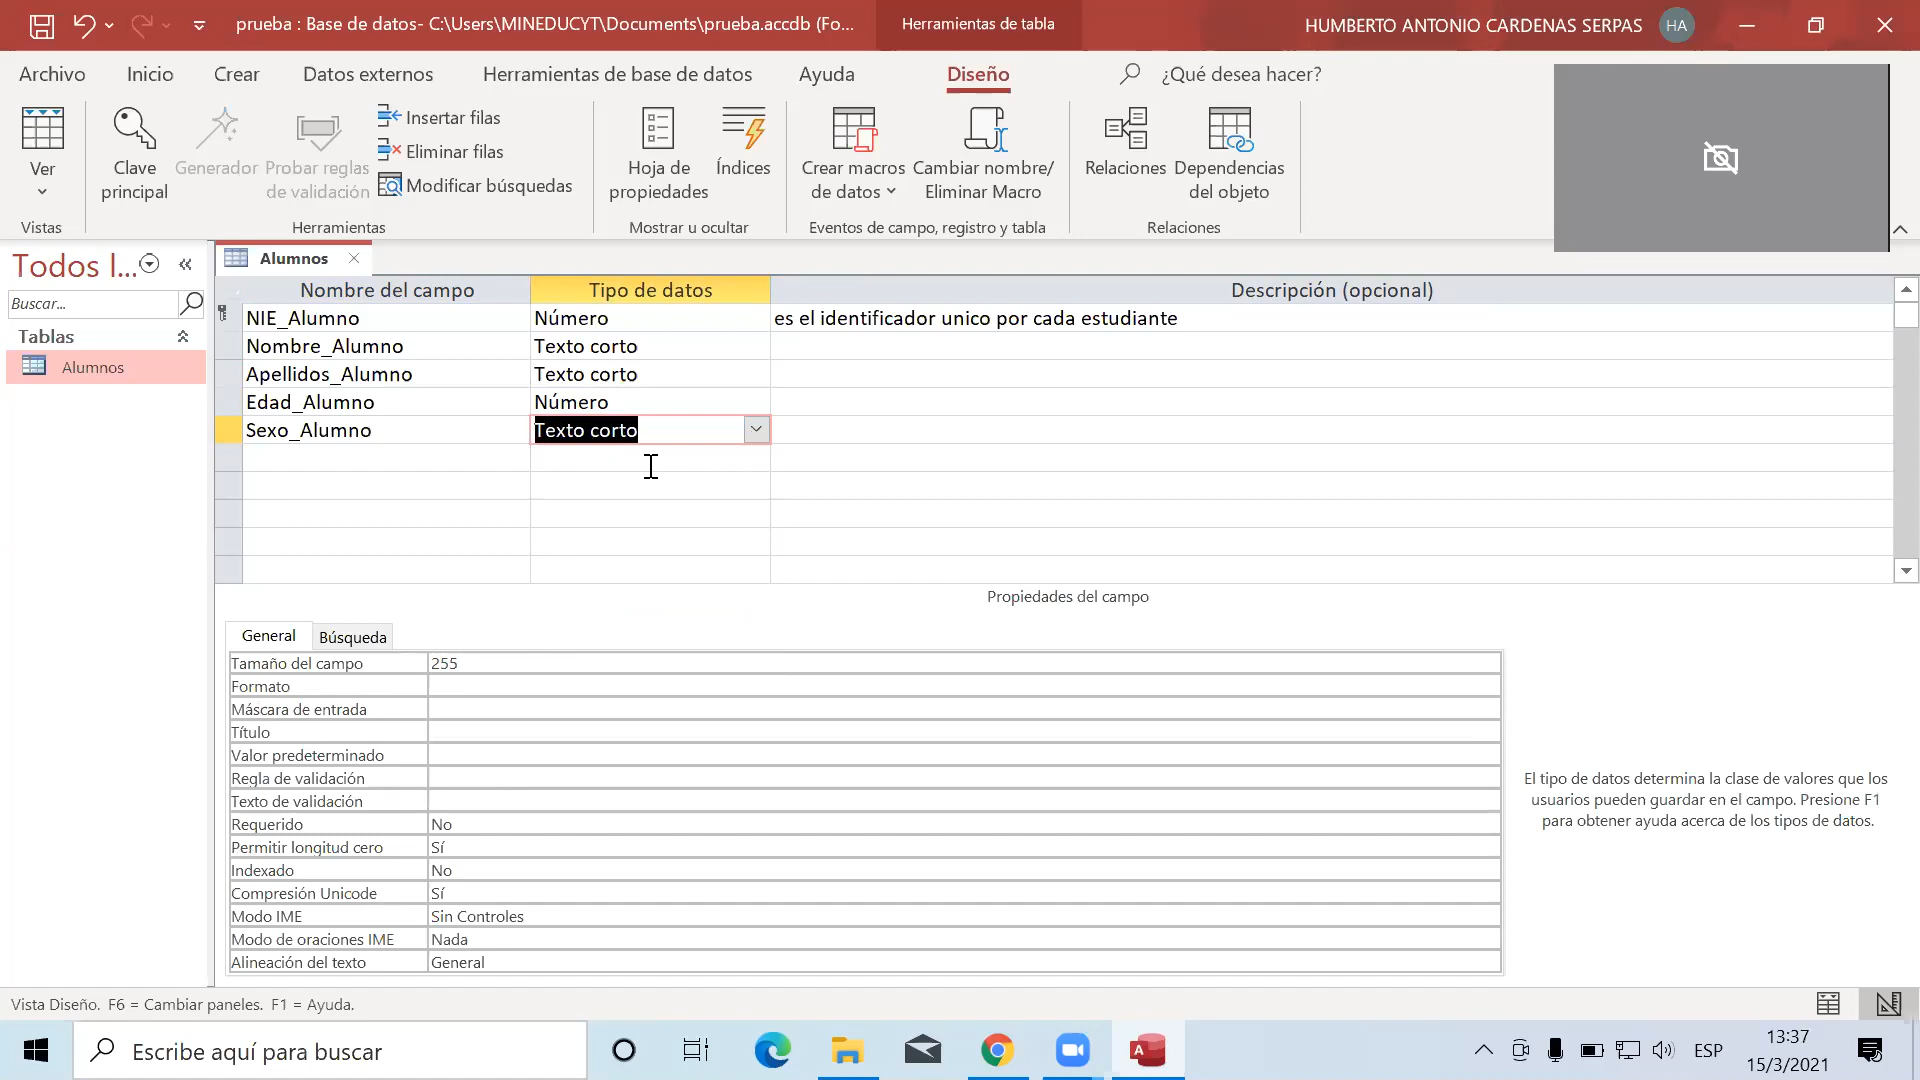 prueba : Base de datos- C:\Users\MINEDUCYT\Documents\prueba.accdb (Fo...
Herramientas de tabla
HUMBERTO ANTONIO CARDENAS SERPAS
HA
Archivo
Inicio
Crear
Datos externos
Herramientas de base de datos
Ayuda
Diseño
¿Qué desea hacer?
Ver
Clave principal
Generador
Probar reglas de validación
Insertar filas
Eliminar filas
Modificar búsquedas
Hoja de propiedades
Índices
Crear macros de datos
Cambiar nombre/ Eliminar Macro
Relaciones
Dependencias del objeto
Vistas
Herramientas
Mostrar u ocultar
Eventos de campo, registro y tabla
Relaciones
Todos l...
Buscar...
Tablas
Alumnos
Alumnos
Nombre del campo
Tipo de datos
Descripción (opcional)
NIE_Alumno
Número
es el identificador unico por cada estudiante
Nombre_Alumno
Texto corto
Apellidos_Alumno
Texto corto
Edad_Alumno
Número
Sexo_Alumno
Texto corto
Propiedades del campo
General
Búsqueda
Tamaño del campo
255
Formato
Máscara de entrada
Título
Valor predeterminado
Regla de validación
Texto de validación
Requerido
No
Permitir longitud cero
Sí
Indexado
No
Compresión Unicode
Sí
Modo IME
Sin Controles
Modo de oraciones IME
Nada
Alineación del texto
General
El tipo de datos determina la clase de valores que los
usuarios pueden guardar en el campo. Presione F1
para obtener ayuda acerca de los tipos de datos.
Vista Diseño. F6 = Cambiar paneles. F1 = Ayuda.
Escribe aquí para buscar
ESP
13:37
15/3/2021